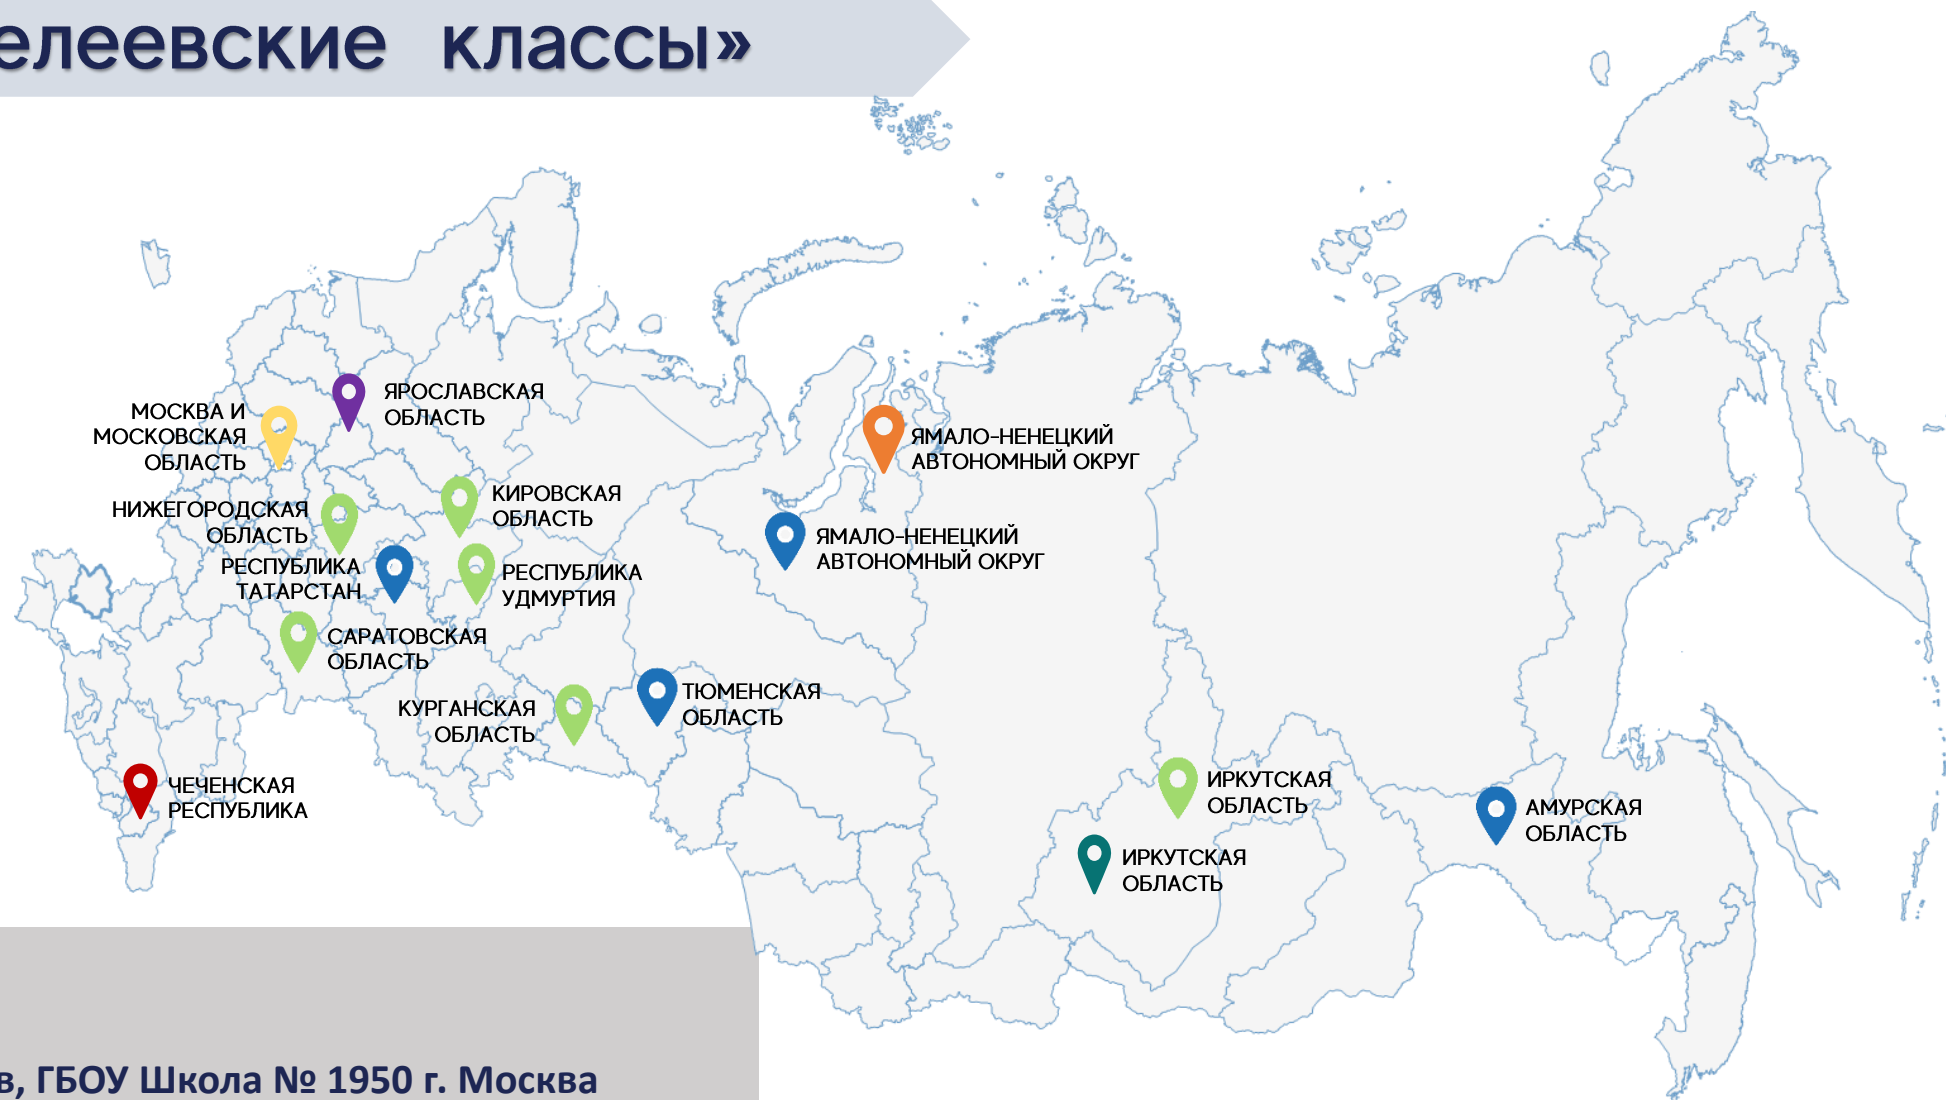 елеевские классы»
ЯРОСЛАВСКАЯ
ОБЛАСТЬ
МОСКВА И
МОСКОВСКАЯ
ОБЛАСТЬ
ЯМАЛО-НЕНЕЦКИЙ
АВТОНОМНЫЙ ОКРУГ
КИРОВСКАЯ
ОБЛАСТЬ
НИЖЕГОРОДСКАЯ
ОБЛАСТЬ
ЯМАЛО-НЕНЕЦКИЙ
АВТОНОМНЫЙ ОКРУГ
РЕСПУБЛИКА
ТАТАРСТАН
РЕСПУБЛИКА
УДМУРТИЯ
САРАТОВСКАЯ
ОБЛАСТЬ
ТЮМЕНСКАЯ
ОБЛАСТЬ
КУРГАНСКАЯ
ОБЛАСТЬ
ЧЕЧЕНСКАЯ
РЕСПУБЛИКА
ИРКУТСКАЯ
ОБЛАСТЬ
АМУРСКАЯ
ОБЛАСТЬ
ИРКУТСКАЯ
ОБЛАСТЬ
в, ГБОУ Школа № 1950 г. Москва